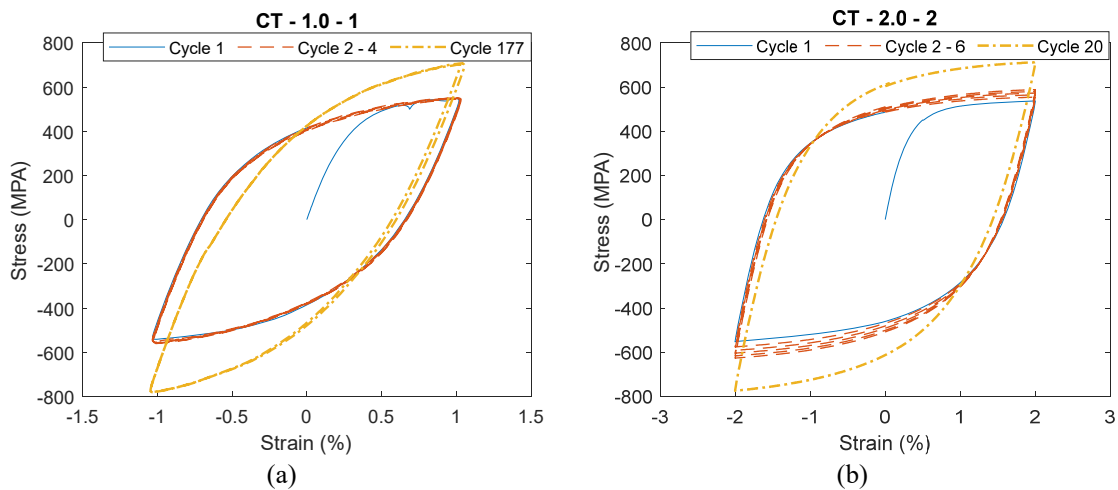 CT - 1.0 - 1
Cycle 1 Cycle 2 - 4 Cycle 177
800
600
400
200
0
-200
-400
-600
-800
Stress (MPA)
-1.5 -1 -0.5 0 0.5 1 1.5
Strain (%)
(a)
CT - 2.0 - 2
Cycle 1 Cycle 2 - 6 Cycle 20
800
600
400
200
0
-200
-400
-600
-800
Stress (MPA)
-3 -2 -1 0 1 2 3
Strain (%)
(b)